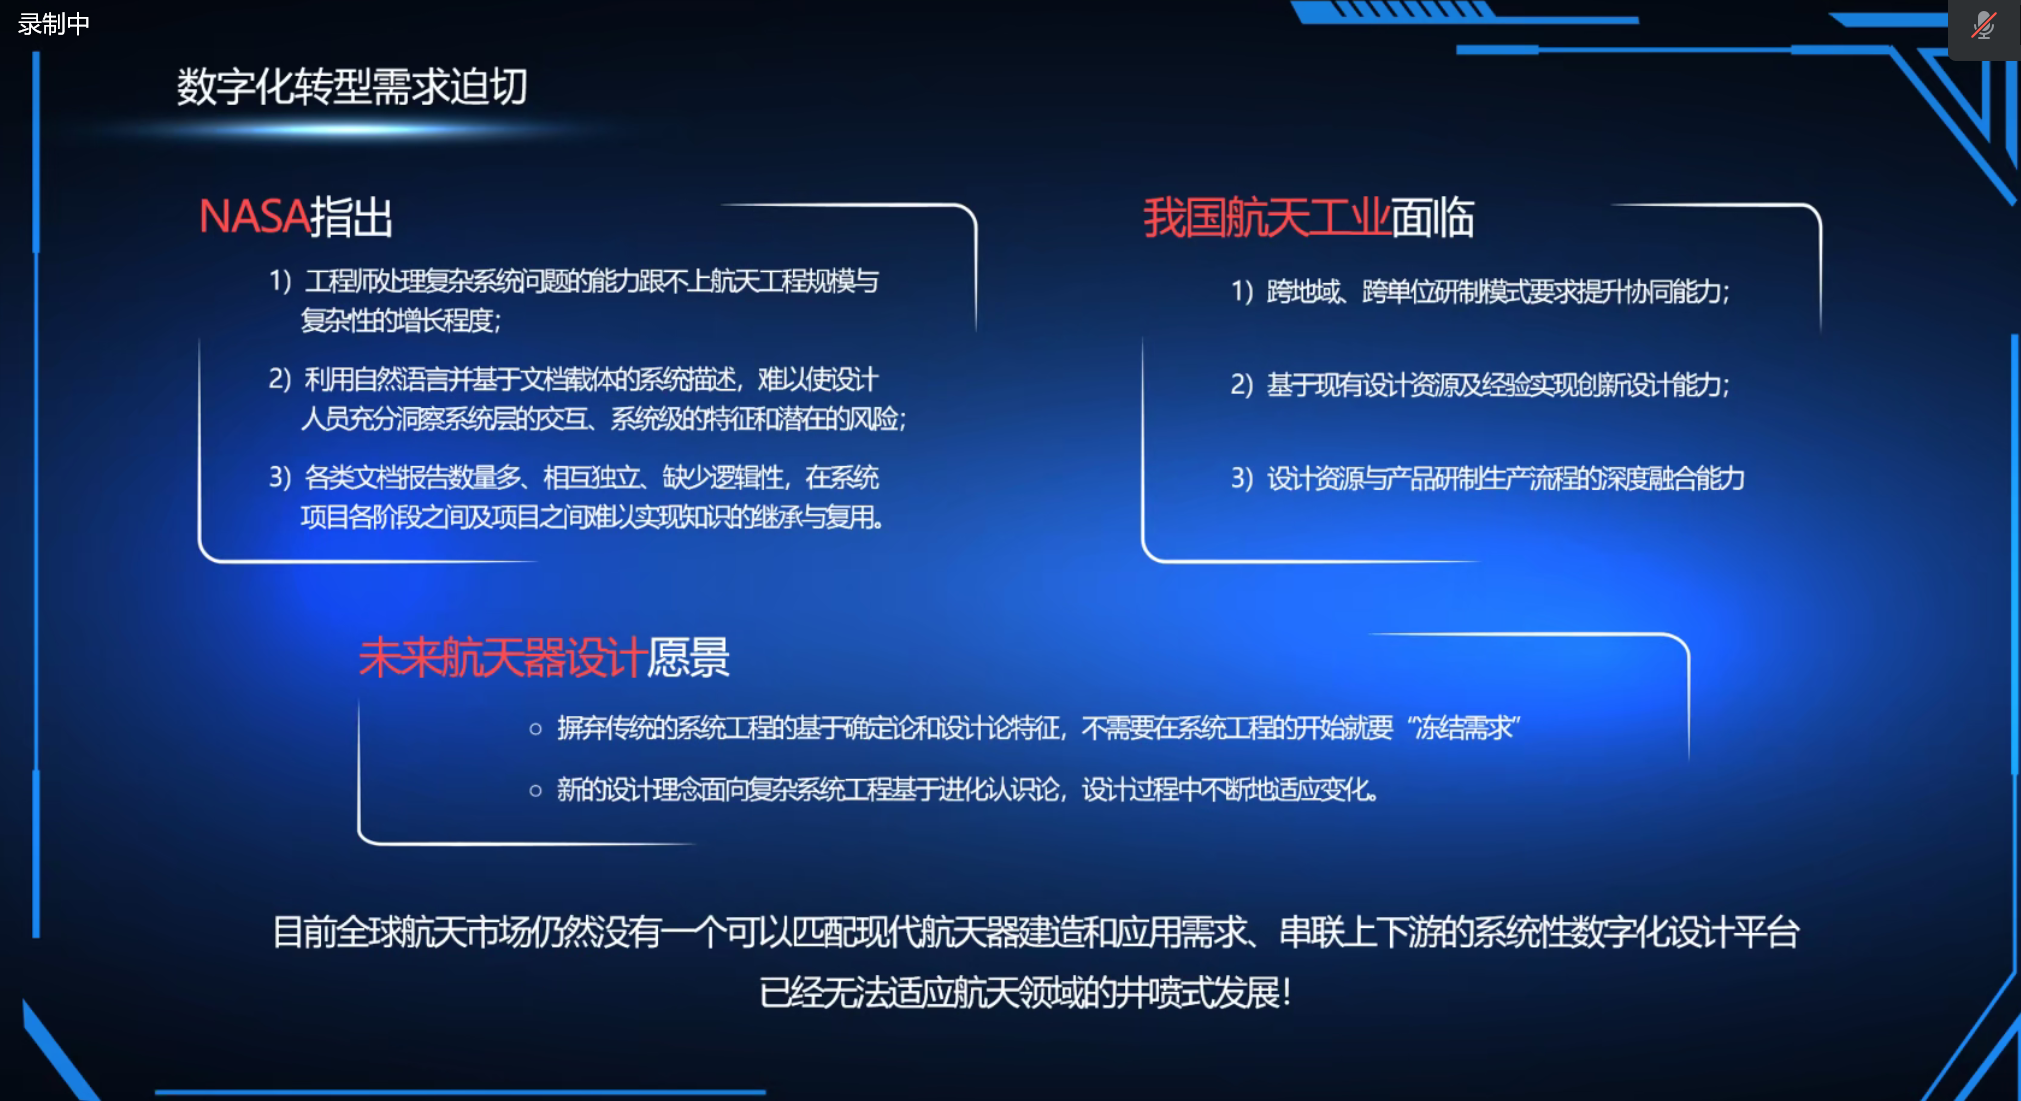 录制中
数字化转型需求迫切
NASA指出
1）工程师处理复杂系统问题的能力跟不上航天工程规模与
复杂性的增长程度；
2）利用自然语言并基于文档载体的系统描述，难以使设计
人员充分洞察系统层的交互、系统级的特征和潜在的风险；
3）各类文档报告数量多、相互独立、缺少逻辑性，在系统
项目各阶段之间及项目之间难以实现知识的继承与复用。
我国航天工业面临
1）跨地域、跨单位研制模式要求提升协同能力；
2）基于现有设计资源及经验实现创新设计能力；
3）设计资源与产品研制生产流程的深度融合能力
未来航天器设计愿景
○ 摒弃传统的系统工程的基于确定论和设计论特征，不需要在系统工程的开始就要“冻结需求”
○ 新的设计理念面向复杂系统工程基于进化认识论，设计过程中不断地适应变化。
目前全球航天市场仍然没有一个可以匹配现代航天器建造和应用需求、串联上下游的系统性数字化设计平台
已经无法适应航天领域的井喷式发展！